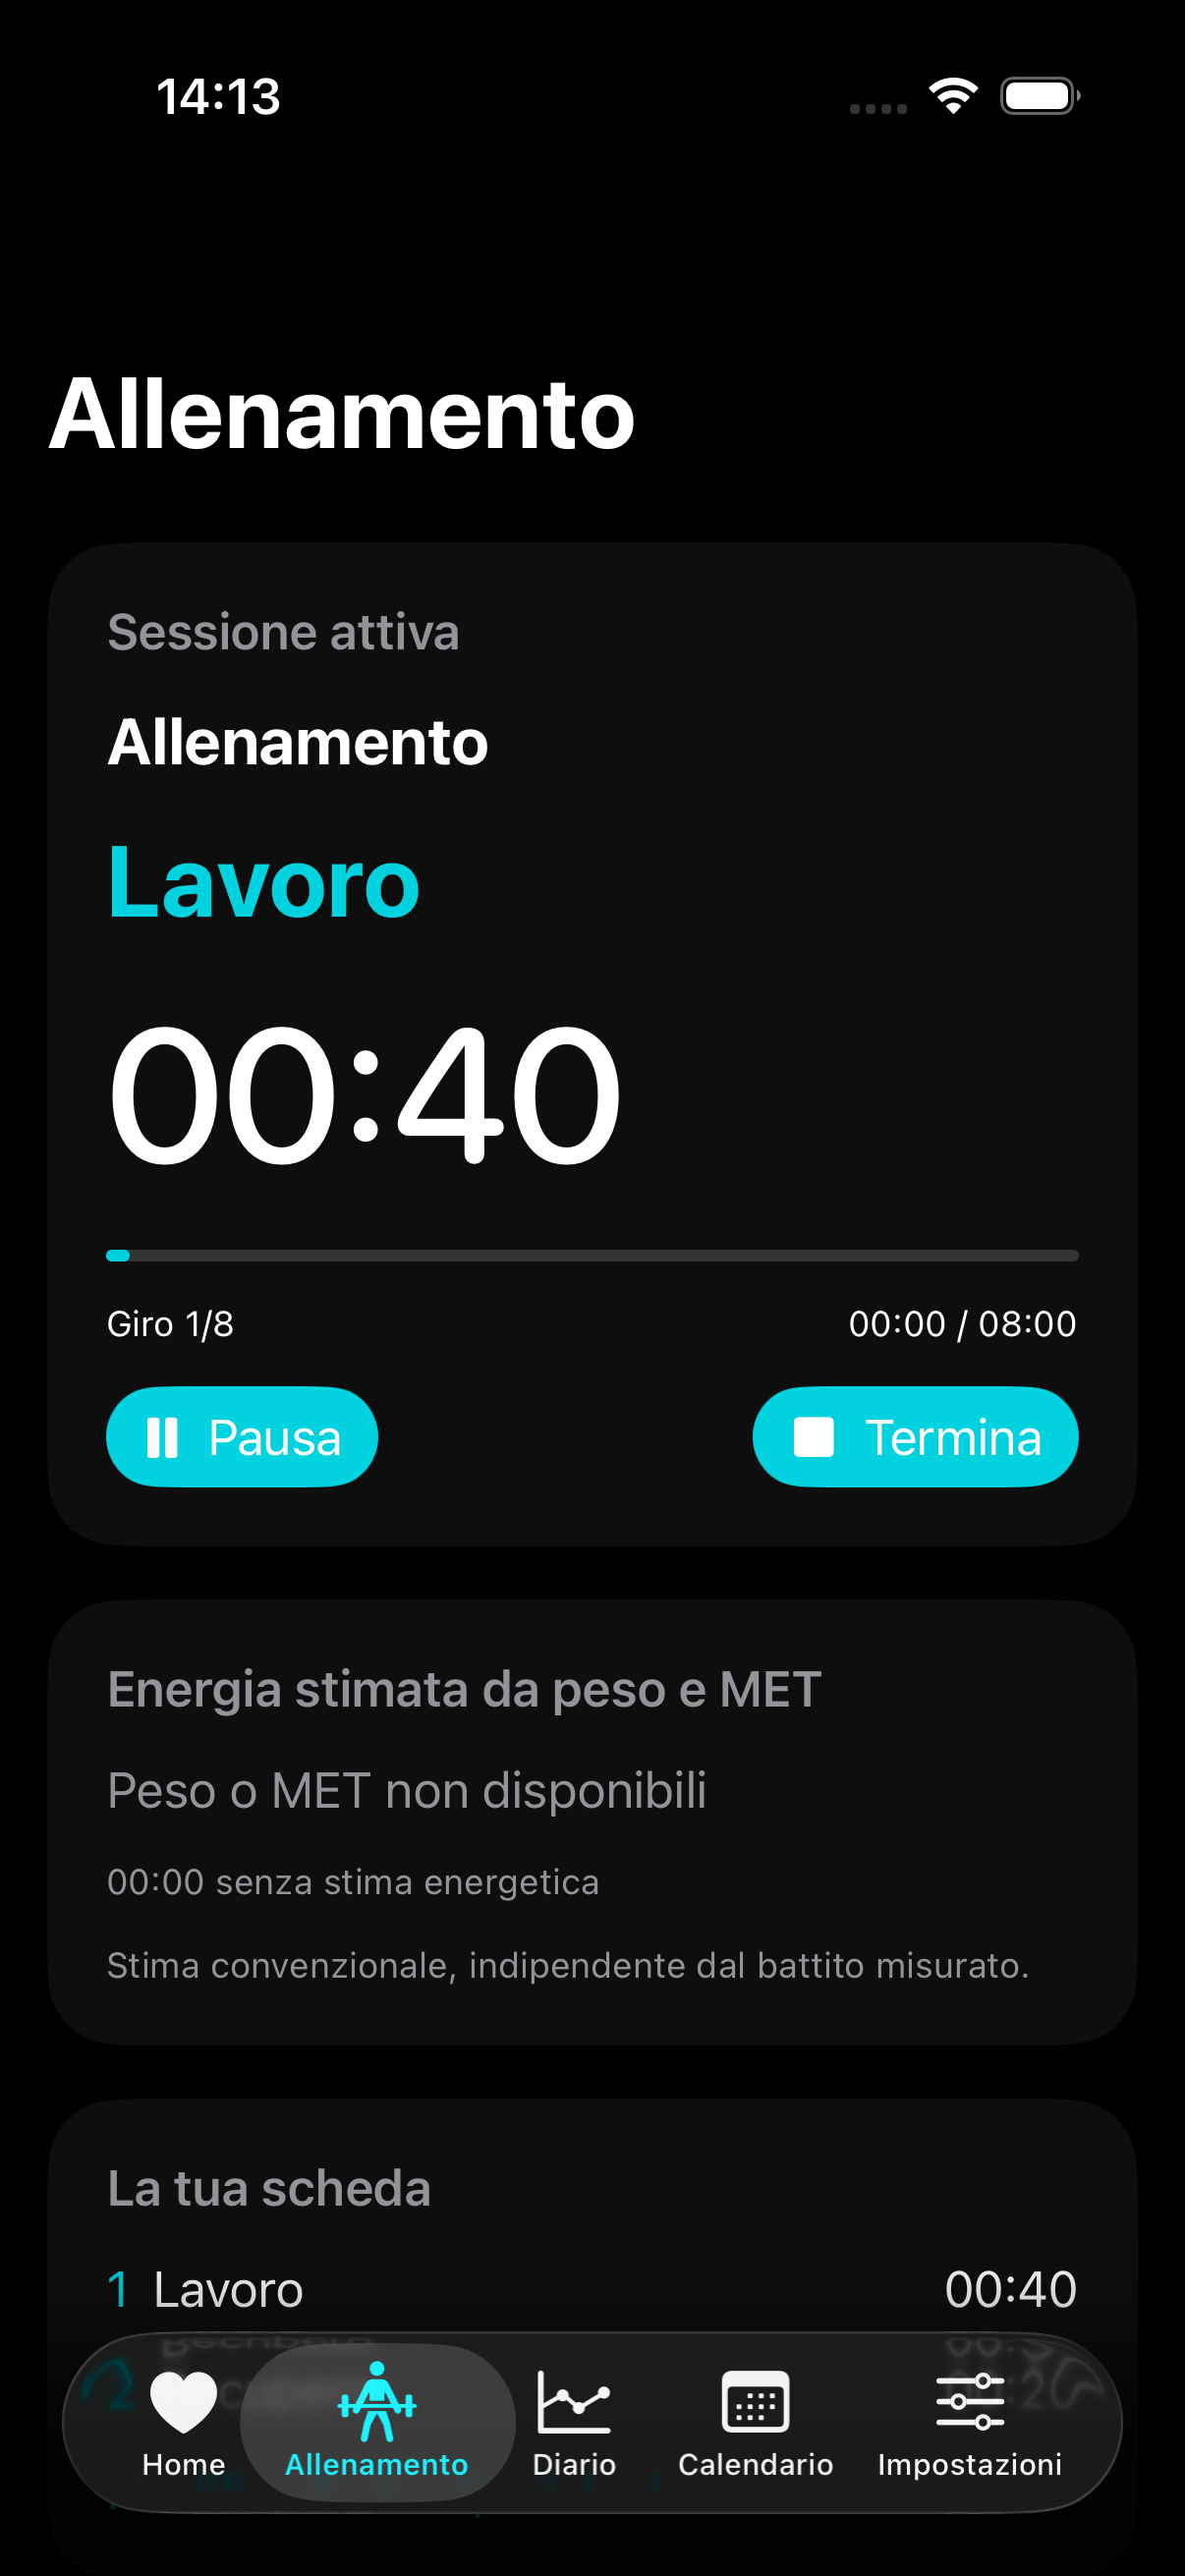 14:13
Allenamento
Sessione attiva
Allenamento
Lavoro
00:40
Giro 1/8
00:00 / 08:00
Pausa
Termina
Energia stimata da peso e MET
Peso o MET non disponibili
00:00 senza stima energetica
Stima convenzionale, indipendente dal battito misurato.
La tua scheda
1 Lavoro 00:40
2
Home
Allenamento
Diario
Calendario
Impostazioni